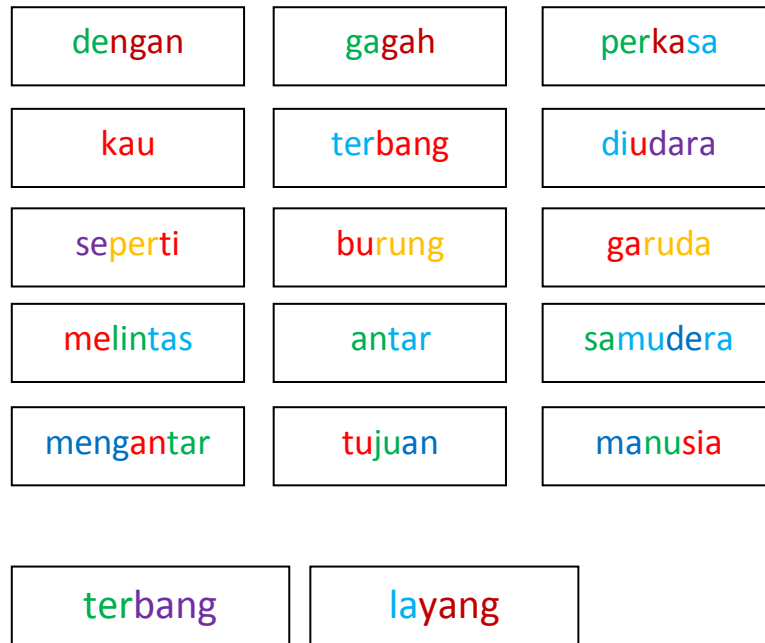 dengan gagah perkasa
kau terbang diudara
seperti burung garuda
melintas antar samudera
mengantar tujuan manusia
terbang layang